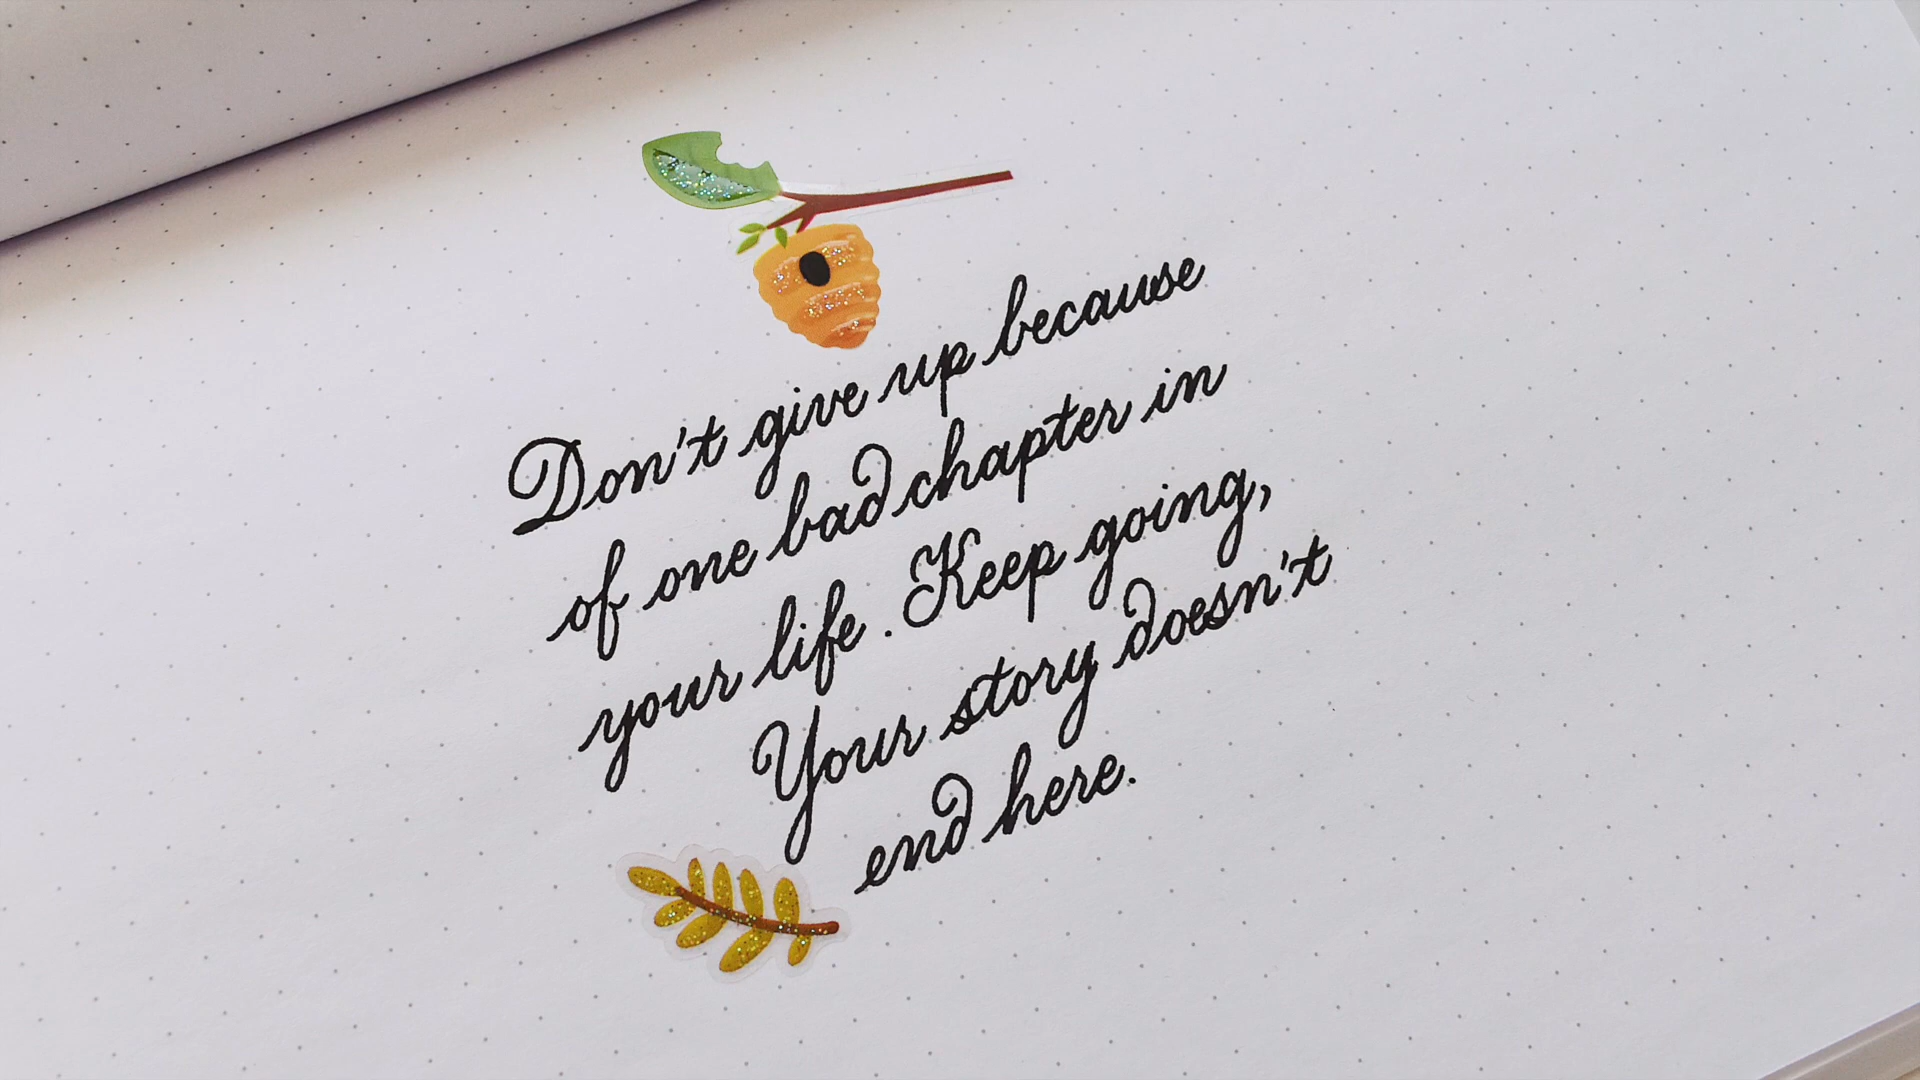 Don't give up because
of one bad chapter in
your life. Keep going,
Your story doesn't
end here.